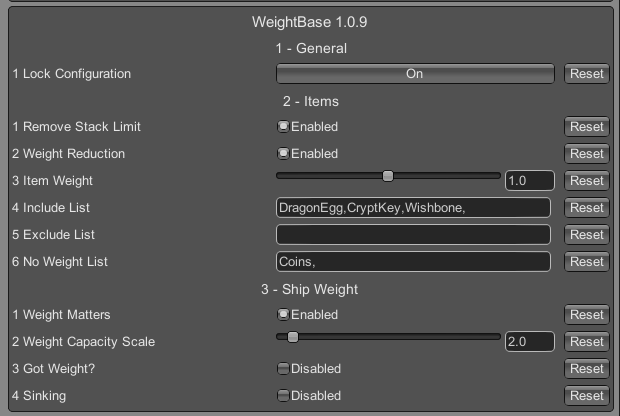 WeightBase 1.0.9
1 - General
1 Lock Configuration On Reset
2 - Items
1 Remove Stack Limit Enabled Reset
2 Weight Reduction Enabled Reset
3 Item Weight 1.0 Reset
4 Include List DragonEgg,CryptKey,Wishbone, Reset
5 Exclude List Reset
6 No Weight List Coins, Reset
3 - Ship Weight
1 Weight Matters Enabled Reset
2 Weight Capacity Scale 2.0 Reset
3 Got Weight? Disabled Reset
4 Sinking Disabled Reset